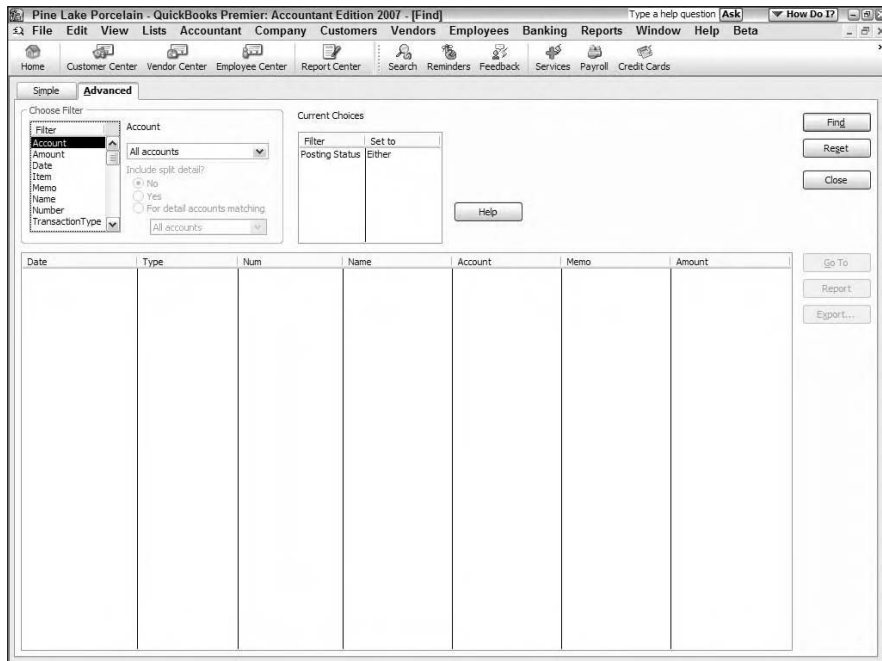 Pine Lake Porcelain - QuickBooks Premier: Accountant Edition 2007 - [Find] Type a help question Ask How Do I?
File Edit View Lists Accountant Company Customers Vendors Employees Banking Reports Window Help Beta
Home Customer Center Vendor Center Employee Center Report Center Search Reminders Feedback Services Payroll Credit Cards
Simple Advanced
Choose Filter
Filter
Account
Amount
Date
Item
Memo
Name
Number
TransactionType
Account
All accounts
Include split detail?
No
Yes
For detail accounts matching
All accounts
Current Choices
Filter Set to
Posting Status Either
Help
Find
Reset
Close
Date Type Num Name Account Memo Amount
Go To
Report
Export...